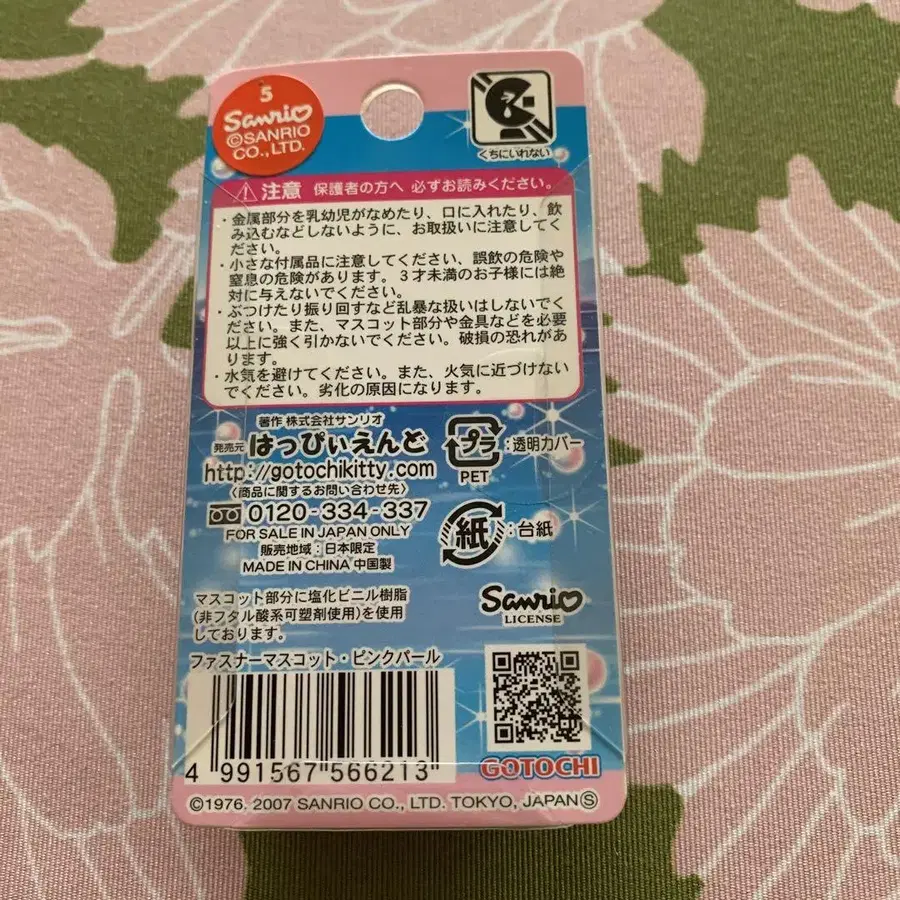 5
Sanrio
©SANRIO
CO., LTD.
くちにいれない
⚠注意 保護者の方へ 必ずお読みください。
・金属部分を乳幼児がなめたり、口に入れたり、飲
み込むなどしないように、お取扱いに注意してく
ださい。
・小さな付属品に注意してください、誤飲の危険や
窒息の危険があります。3才未満のお子様には絶
対に与えないでください。
・ぶつけたり振り回すなど乱暴な扱いはしないでく
ださい。また、マスコット部分や金具などを必要
以上に強く引かないでください。破損の恐れがあ
ります。
・水気を避けてください。また、火気に近づけない
でください。劣化の原因になります。
著作 株式会社サンリオ
発売元 はっぴぃえんど
http://gotochikitty.com
〈商品に関するお問い合わせ先〉
0120-334-337
FOR SALE IN JAPAN ONLY
販売地域：日本限定
MADE IN CHINA 中国製
プラ：透明カバー
PET
紙：台紙
マスコット部分に塩化ビニル樹脂
(非フタル酸系可塑剤使用)を使用
しております。
Sanrio
LICENSE
ファスナーマスコット・ピンクパール
4 991567 566213
GOTOCHI
©1976, 2007 SANRIO CO., LTD. TOKYO, JAPAN Ⓢ